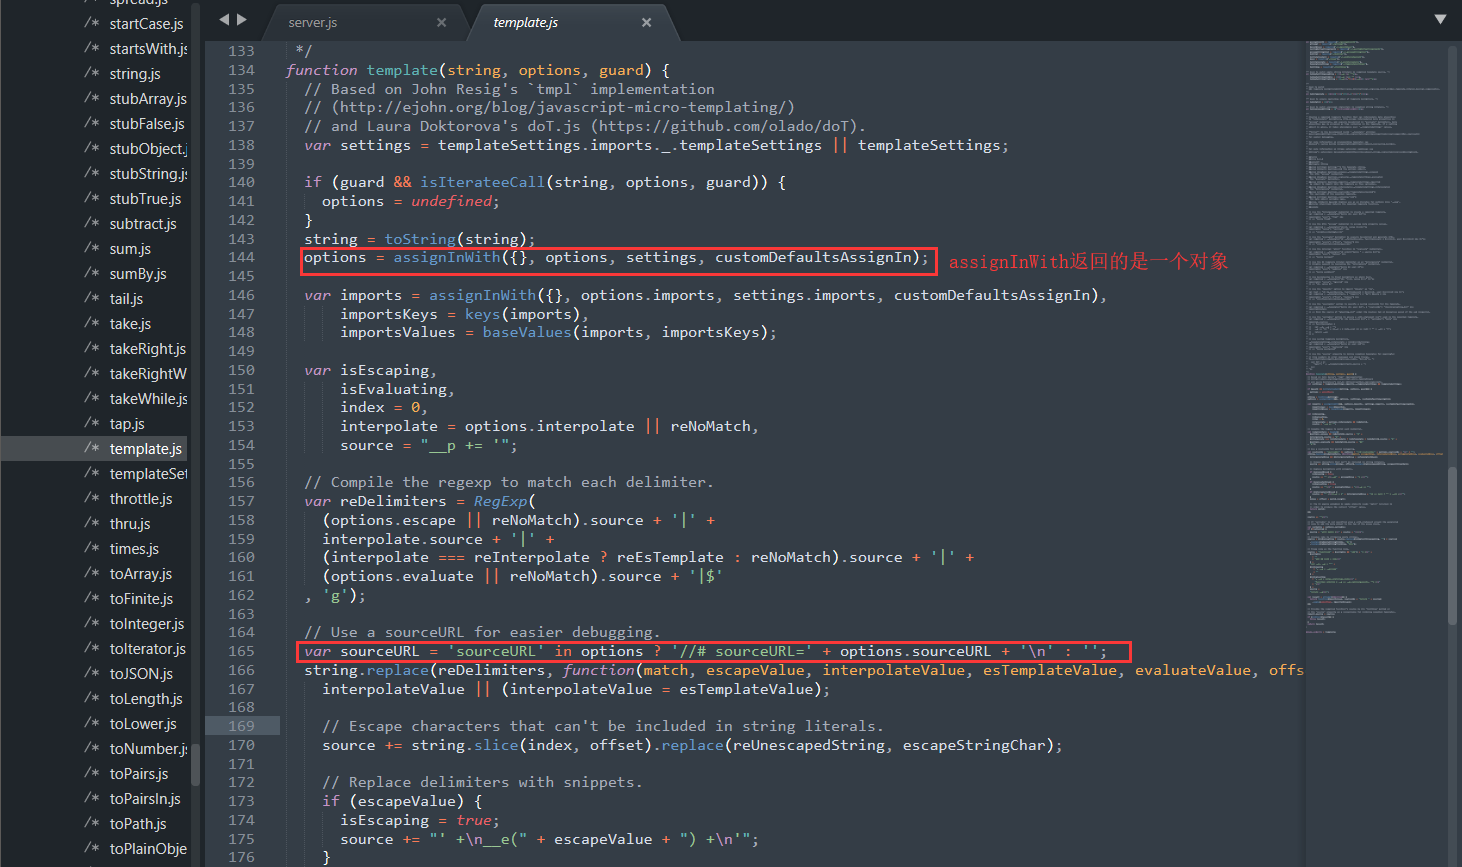 spread.js
/* startCase.js
/* startsWith.js
/* string.js
/* stubArray.js
/* stubFalse.js
/* stubObject.j
/* stubString.js
/* stubTrue.js
/* subtract.js
/* sum.js
/* sumBy.js
/* tail.js
/* take.js
/* takeRight.js
/* takeRightW
/* takeWhile.js
/* tap.js
/* template.js
/* templateSet
/* throttle.js
/* thru.js
/* times.js
/* toArray.js
/* toFinite.js
/* toInteger.js
/* toIterator.js
/* toJSON.js
/* toLength.js
/* toLower.js
/* toNumber.js
/* toPairs.js
/* toPairsIn.js
/* toPath.js
/* toPlainObje
server.js ×
template.js ×
133 */
134 function template(string, options, guard) {
135 // Based on John Resig's `tmpl` implementation
136 // (http://ejohn.org/blog/javascript-micro-templating/)
137 // and Laura Doktorova's doT.js (https://github.com/olado/doT).
138 var settings = templateSettings.imports._.templateSettings || templateSettings;
139
140 if (guard && isIterateeCall(string, options, guard)) {
141 options = undefined;
142 }
143 string = toString(string);
144 options = assignInWith({}, options, settings, customDefaultsAssignIn); assignInWith返回的是一个对象
145
146 var imports = assignInWith({}, options.imports, settings.imports, customDefaultsAssignIn),
147 importsKeys = keys(imports),
148 importsValues = baseValues(imports, importsKeys);
149
150 var isEscaping,
151 isEvaluating,
152 index = 0,
153 interpolate = options.interpolate || reNoMatch,
154 source = "__p += '";
155
156 // Compile the regexp to match each delimiter.
157 var reDelimiters = RegExp(
158 (options.escape || reNoMatch).source + '|' +
159 interpolate.source + '|' +
160 (interpolate === reInterpolate ? reEsTemplate : reNoMatch).source + '|' +
161 (options.evaluate || reNoMatch).source + '|$'
162 , 'g');
163
164 // Use a sourceURL for easier debugging.
165 var sourceURL = 'sourceURL' in options ? '//# sourceURL=' + options.sourceURL + '\n' : '';
166 string.replace(reDelimiters, function(match, escapeValue, interpolateValue, esTemplateValue, evaluateValue, offs
167 interpolateValue || (interpolateValue = esTemplateValue);
168
169 // Escape characters that can't be included in string literals.
170 source += string.slice(index, offset).replace(reUnescapedString, escapeStringChar);
171
172 // Replace delimiters with snippets.
173 if (escapeValue) {
174 isEscaping = true;
175 source += "' +\n__e(" + escapeValue + ") +\n'";
176 }